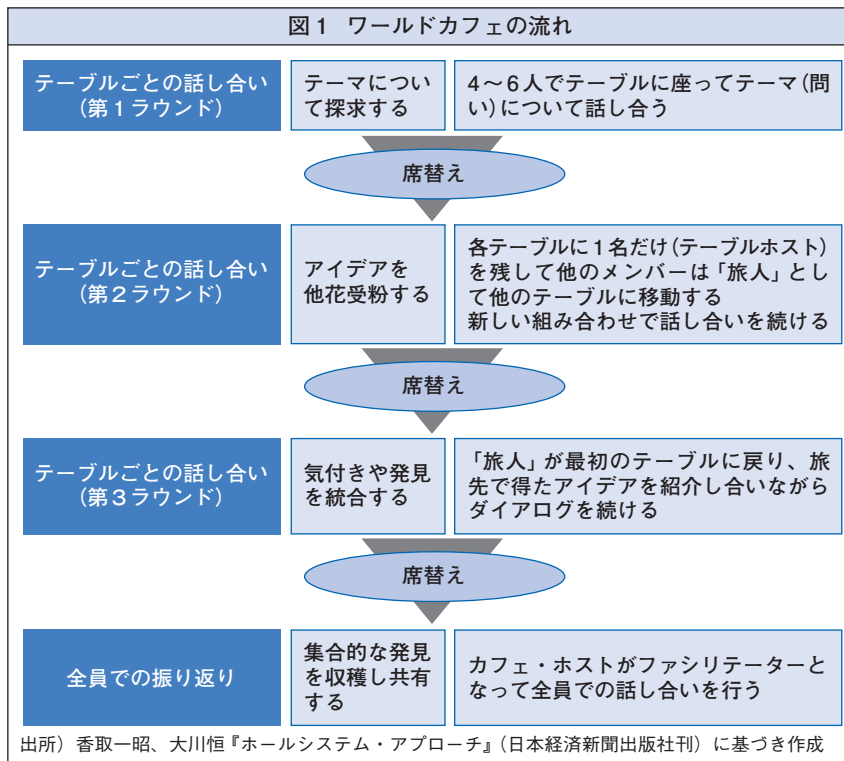 図1 ワールドカフェの流れ
テーブルごとの話し合い
(第1ラウンド)
テーマについ
て探求する
4~6人でテーブルに座ってテーマ(問
い)について話し合う
席替え
テーブルごとの話し合い
(第2ラウンド)
アイデアを
他花受粉する
各テーブルに1名だけ(テーブルホスト)
を残して他のメンバーは「旅人」とし
て他のテーブルに移動する
新しい組み合わせで話し合いを続ける
席替え
テーブルごとの話し合い
(第3ラウンド)
気付きや発見
を統合する
「旅人」が最初のテーブルに戻り、旅
先で得たアイデアを紹介し合いながら
ダイアログを続ける
席替え
全員での振り返り
集合的な発見
を収穫し共有
する
カフェ・ホストがファシリテーターと
なって全員での話し合いを行う
出所)香取一昭、大川恒『ホールシステム・アプローチ』(日本経済新聞出版社刊)に基づき作成